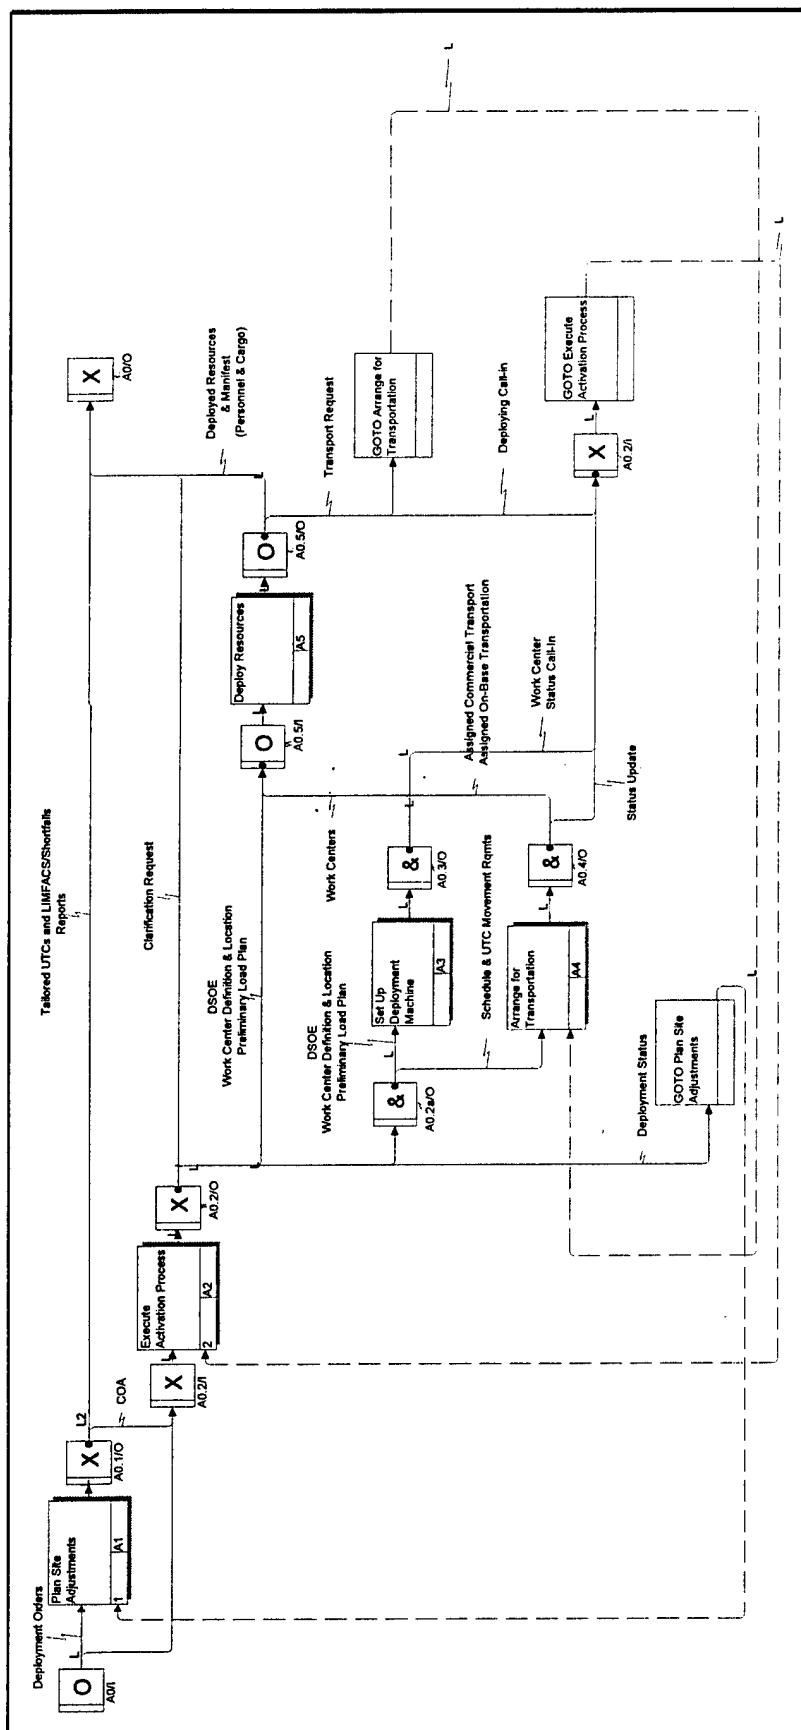 Deployment Orders
L
O
A0/I
Plan Site
Adjustments
1
A1
X
A0.1/O
L2
COA
Tailored UTCs and LIMFACS/Shortfalls
Reports
X
A0.2/I
L
Execute
Activation Process
2
A2
L
X
A0.2/O
L
L
Clarification Request
DSOE
Work Center Definition & Location
Preliminary Load Plan
DSOE
Work Center Definition & Location
Preliminary Load Plan
&
A0.2a/O
L
Set Up
Deployment
Machine
A3
L
&
A0.3/O
L
L
Work Centers
Schedule & UTC Movement Rqmts
Arrange for
Transportation
A4
L
&
A0.4/O
Deployment Status
GOTO Plan Site
Adjustments
L
Assigned Commercial Transport
Assigned On-Base Transportation
Work Center
Status Call-In
Status Update
O
A0.5/I
L
Deploy Resources
A5
L
O
A0.5/O
L
Deployed Resources
& Manifest
(Personnel & Cargo)
X
A0/O
Transport Request
GOTO Arrange for
Transportation
L
Deploying Call-in
X
A0.2/I
L
GOTO Execute
Activation Process
L